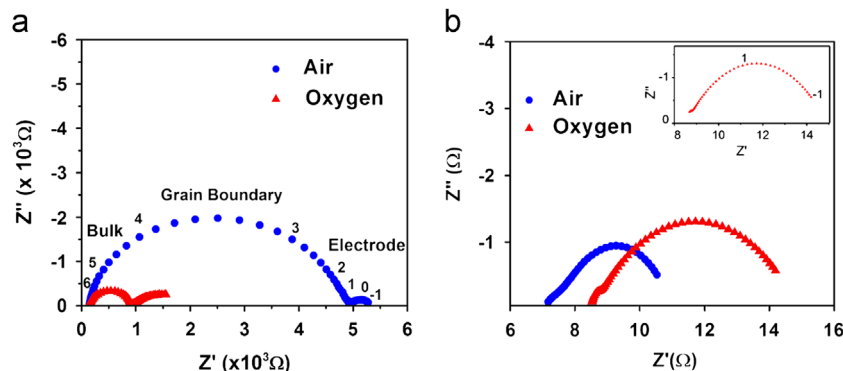 a
Z'' (x 10³Ω)
-6
-5
-4
-3
-2
-1
0
Air
Oxygen
Grain Boundary
Bulk
Electrode
6
5
4
3
2
1
0
-1
0 1 2 3 4 5 6
Z' (x10³Ω)
b
Z'' (Ω)
-4
-3
-2
-1
Air
Oxygen
6 8 10 12 14 16
Z'(Ω)
Z''
-1
0
1
-1
8 10 12 14
Z'